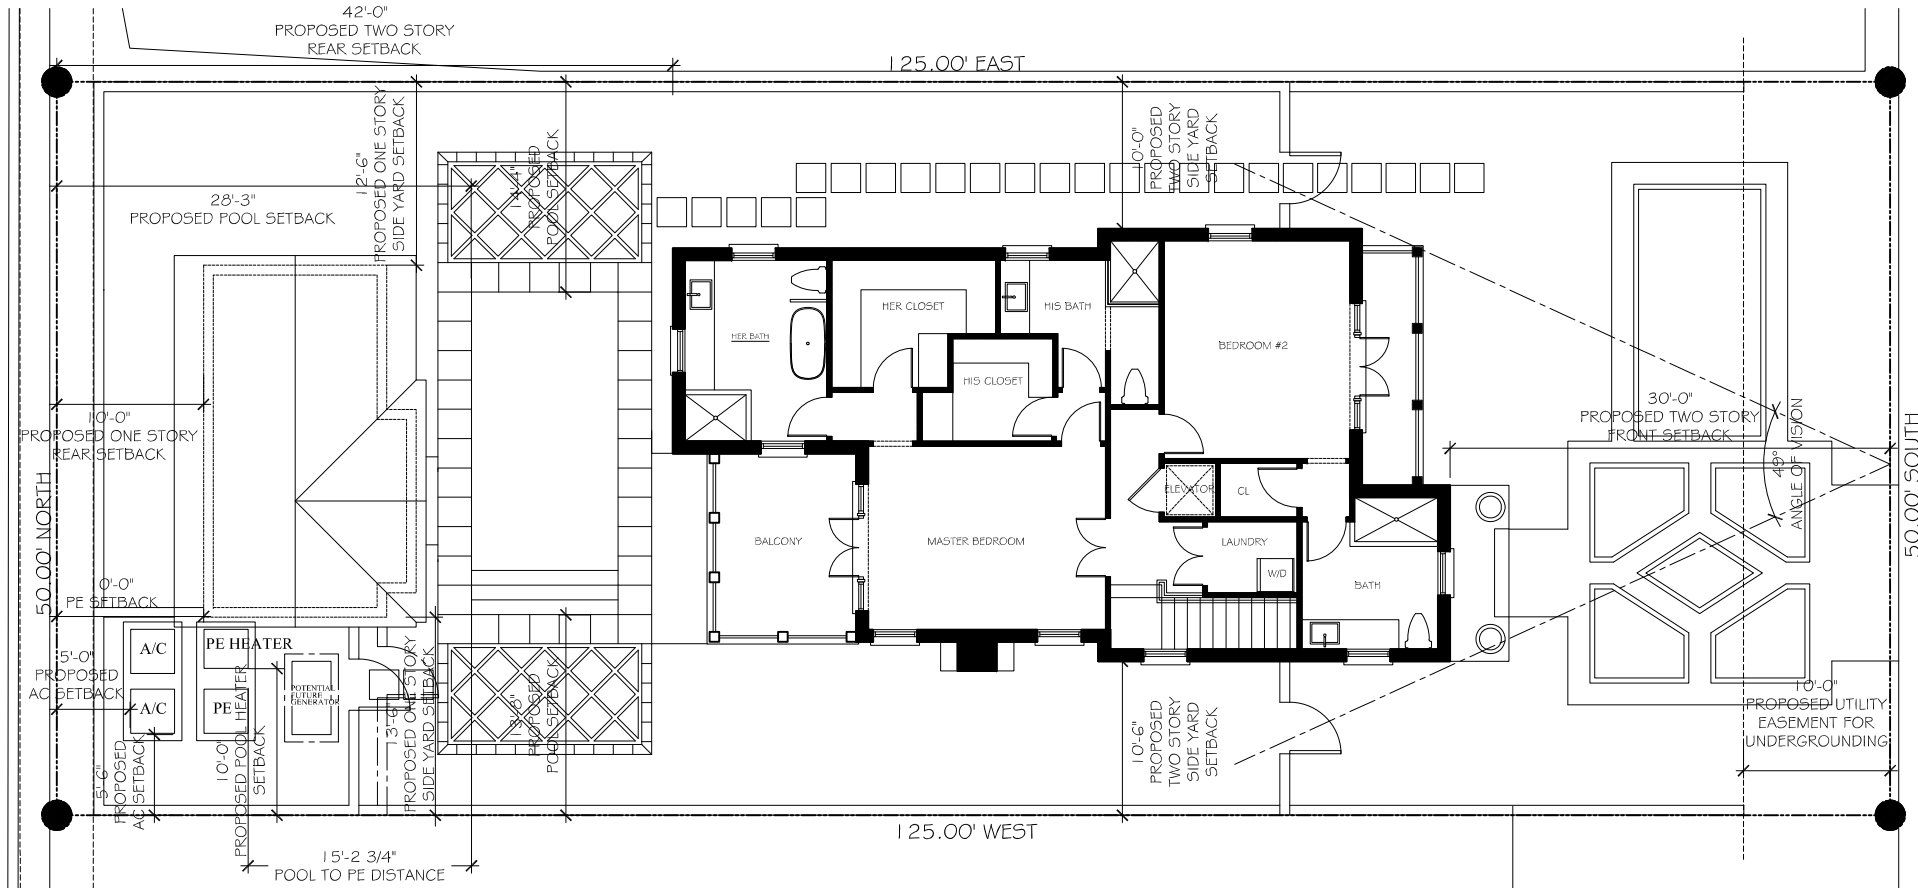 42'-0"
PROPOSED TWO STORY
REAR SETBACK
125.00' EAST
12'-6"
PROPOSED ONE STORY
SIDE YARD SETBACK
14'-4"
PROPOSED
POOL SETBACK
10'-0"
PROPOSED
TWO STORY
SIDE YARD
SETBACK
28'-3"
PROPOSED POOL SETBACK
HER BATH
HER CLOSET
HIS BATH
HIS CLOSET
BEDROOM #2
10'-0"
PROPOSED ONE STORY
REAR SETBACK
30'-0"
PROPOSED TWO STORY
FRONT SETBACK
49°
ANGLE OF VISION
50.00' NORTH
50.00' SOUTH
ELEVATOR
CL
BALCONY
MASTER BEDROOM
LAUNDRY
W/D
BATH
0'-0"
PE SETBACK
A/C
PE HEATER
5'-0"
PROPOSED
AC SETBACK
A/C
PE
POTENTIAL
FUTURE
GENERATOR
5'-6"
PROPOSED
AC SETBACK
10'-0"
PROPOSED POOL HEATER
SETBACK
13'-6"
PROPOSED ONE STORY
SIDE YARD SETBACK
13'-8"
PROPOSED
POOL SETBACK
10'-6"
PROPOSED
TWO STORY
SIDE YARD
SETBACK
10'-0"
PROPOSED UTILITY
EASEMENT FOR
UNDERGROUNDING
125.00' WEST
15'-2 3/4"
POOL TO PE DISTANCE